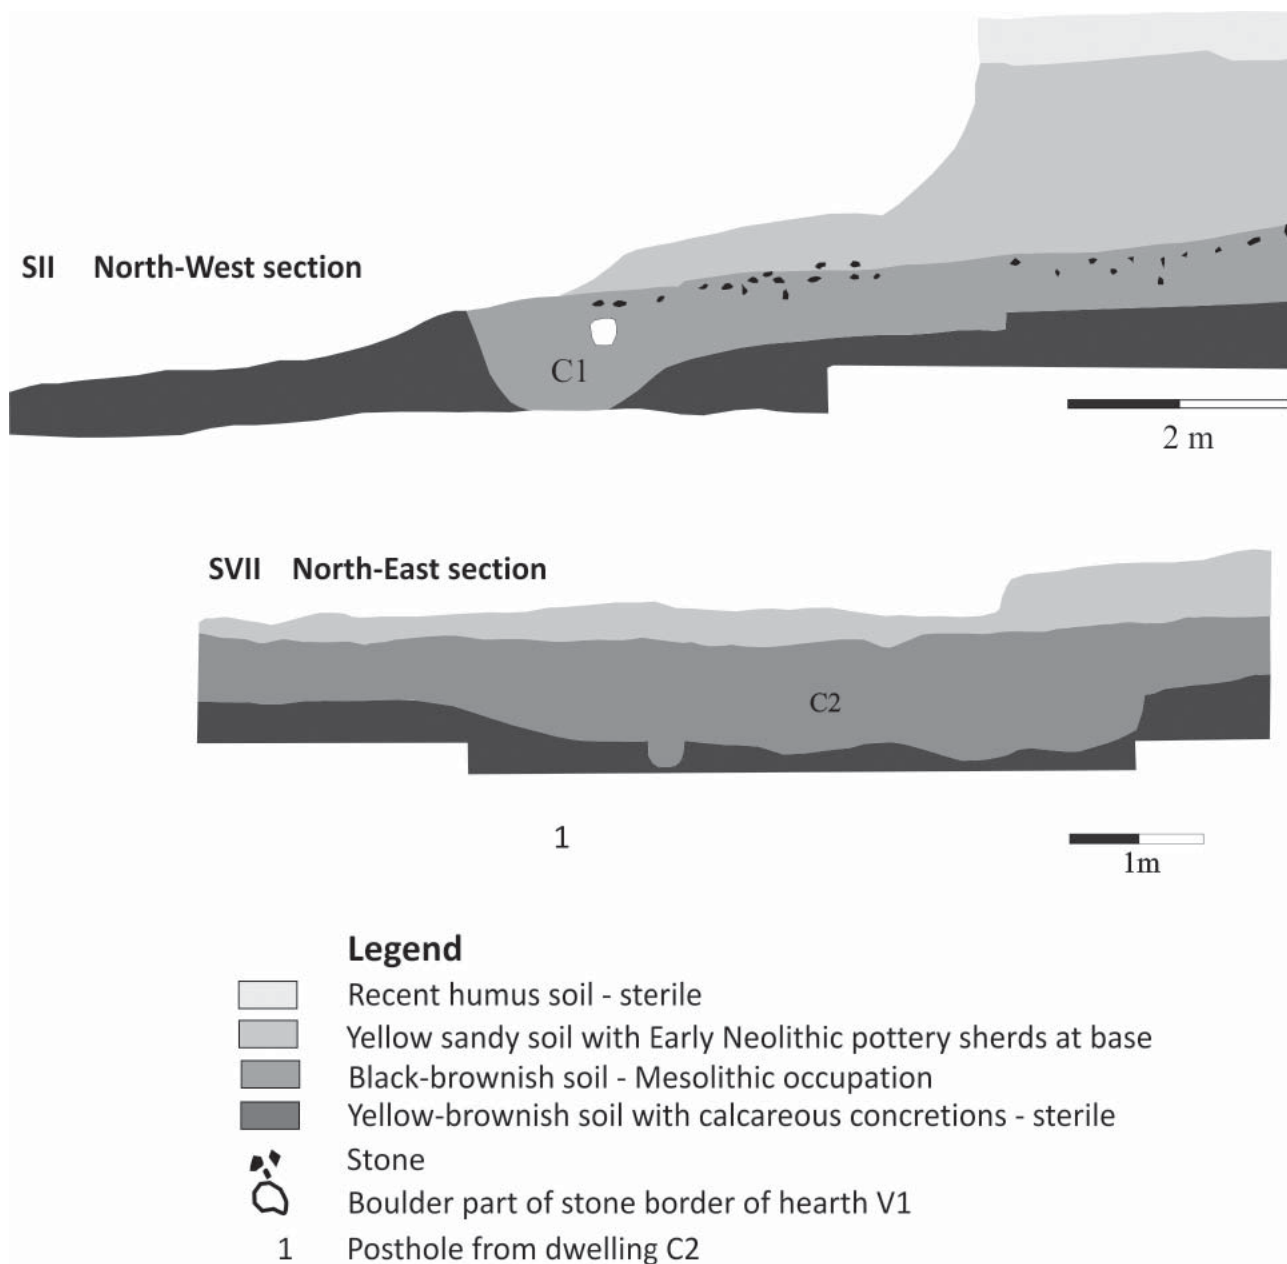 SII North-West section
C1
2 m
SVII North-East section
C2
1
1m
Legend
Recent humus soil - sterile
Yellow sandy soil with Early Neolithic pottery sherds at base
Black-brownish soil - Mesolithic occupation
Yellow-brownish soil with calcareous concretions - sterile
Stone
Boulder part of stone border of hearth V1
1 Posthole from dwelling C2